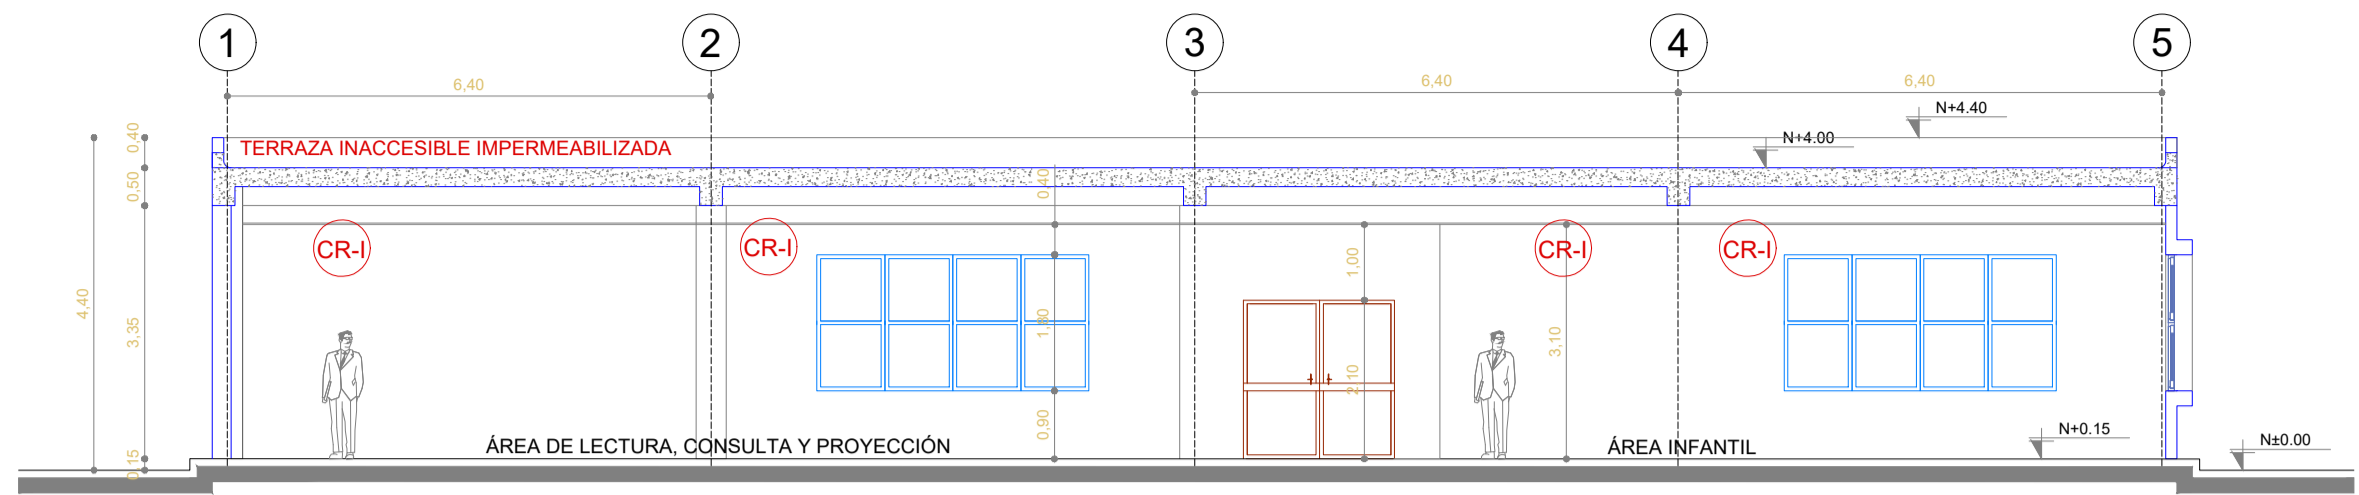 1
2
3
4
5
6,40
6,40
6,40
N+4.40
N+4.00
0,40
TERRAZA INACCESIBLE IMPERMEABILIZADA
0,50
0,40
CR-I
CR-I
CR-I
CR-I
1,00
4,40
3,35
3,10
2,10
0,90
ÁREA DE LECTURA, CONSULTA Y PROYECCIÓN
ÁREA INFANTIL
N+0.15
N±0.00
0,15